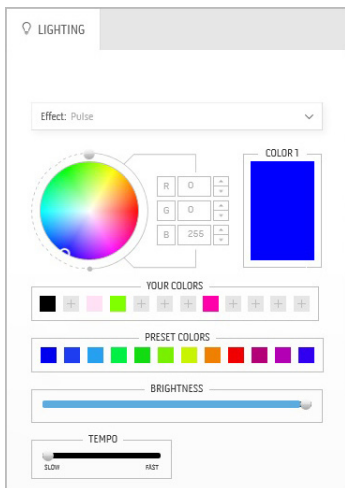 LIGHTING
Effect: Pulse
COLOR 1
R 0
G 0
B 255
YOUR COLORS
PRESET COLORS
BRIGHTNESS
TEMPO
SLOW FAST